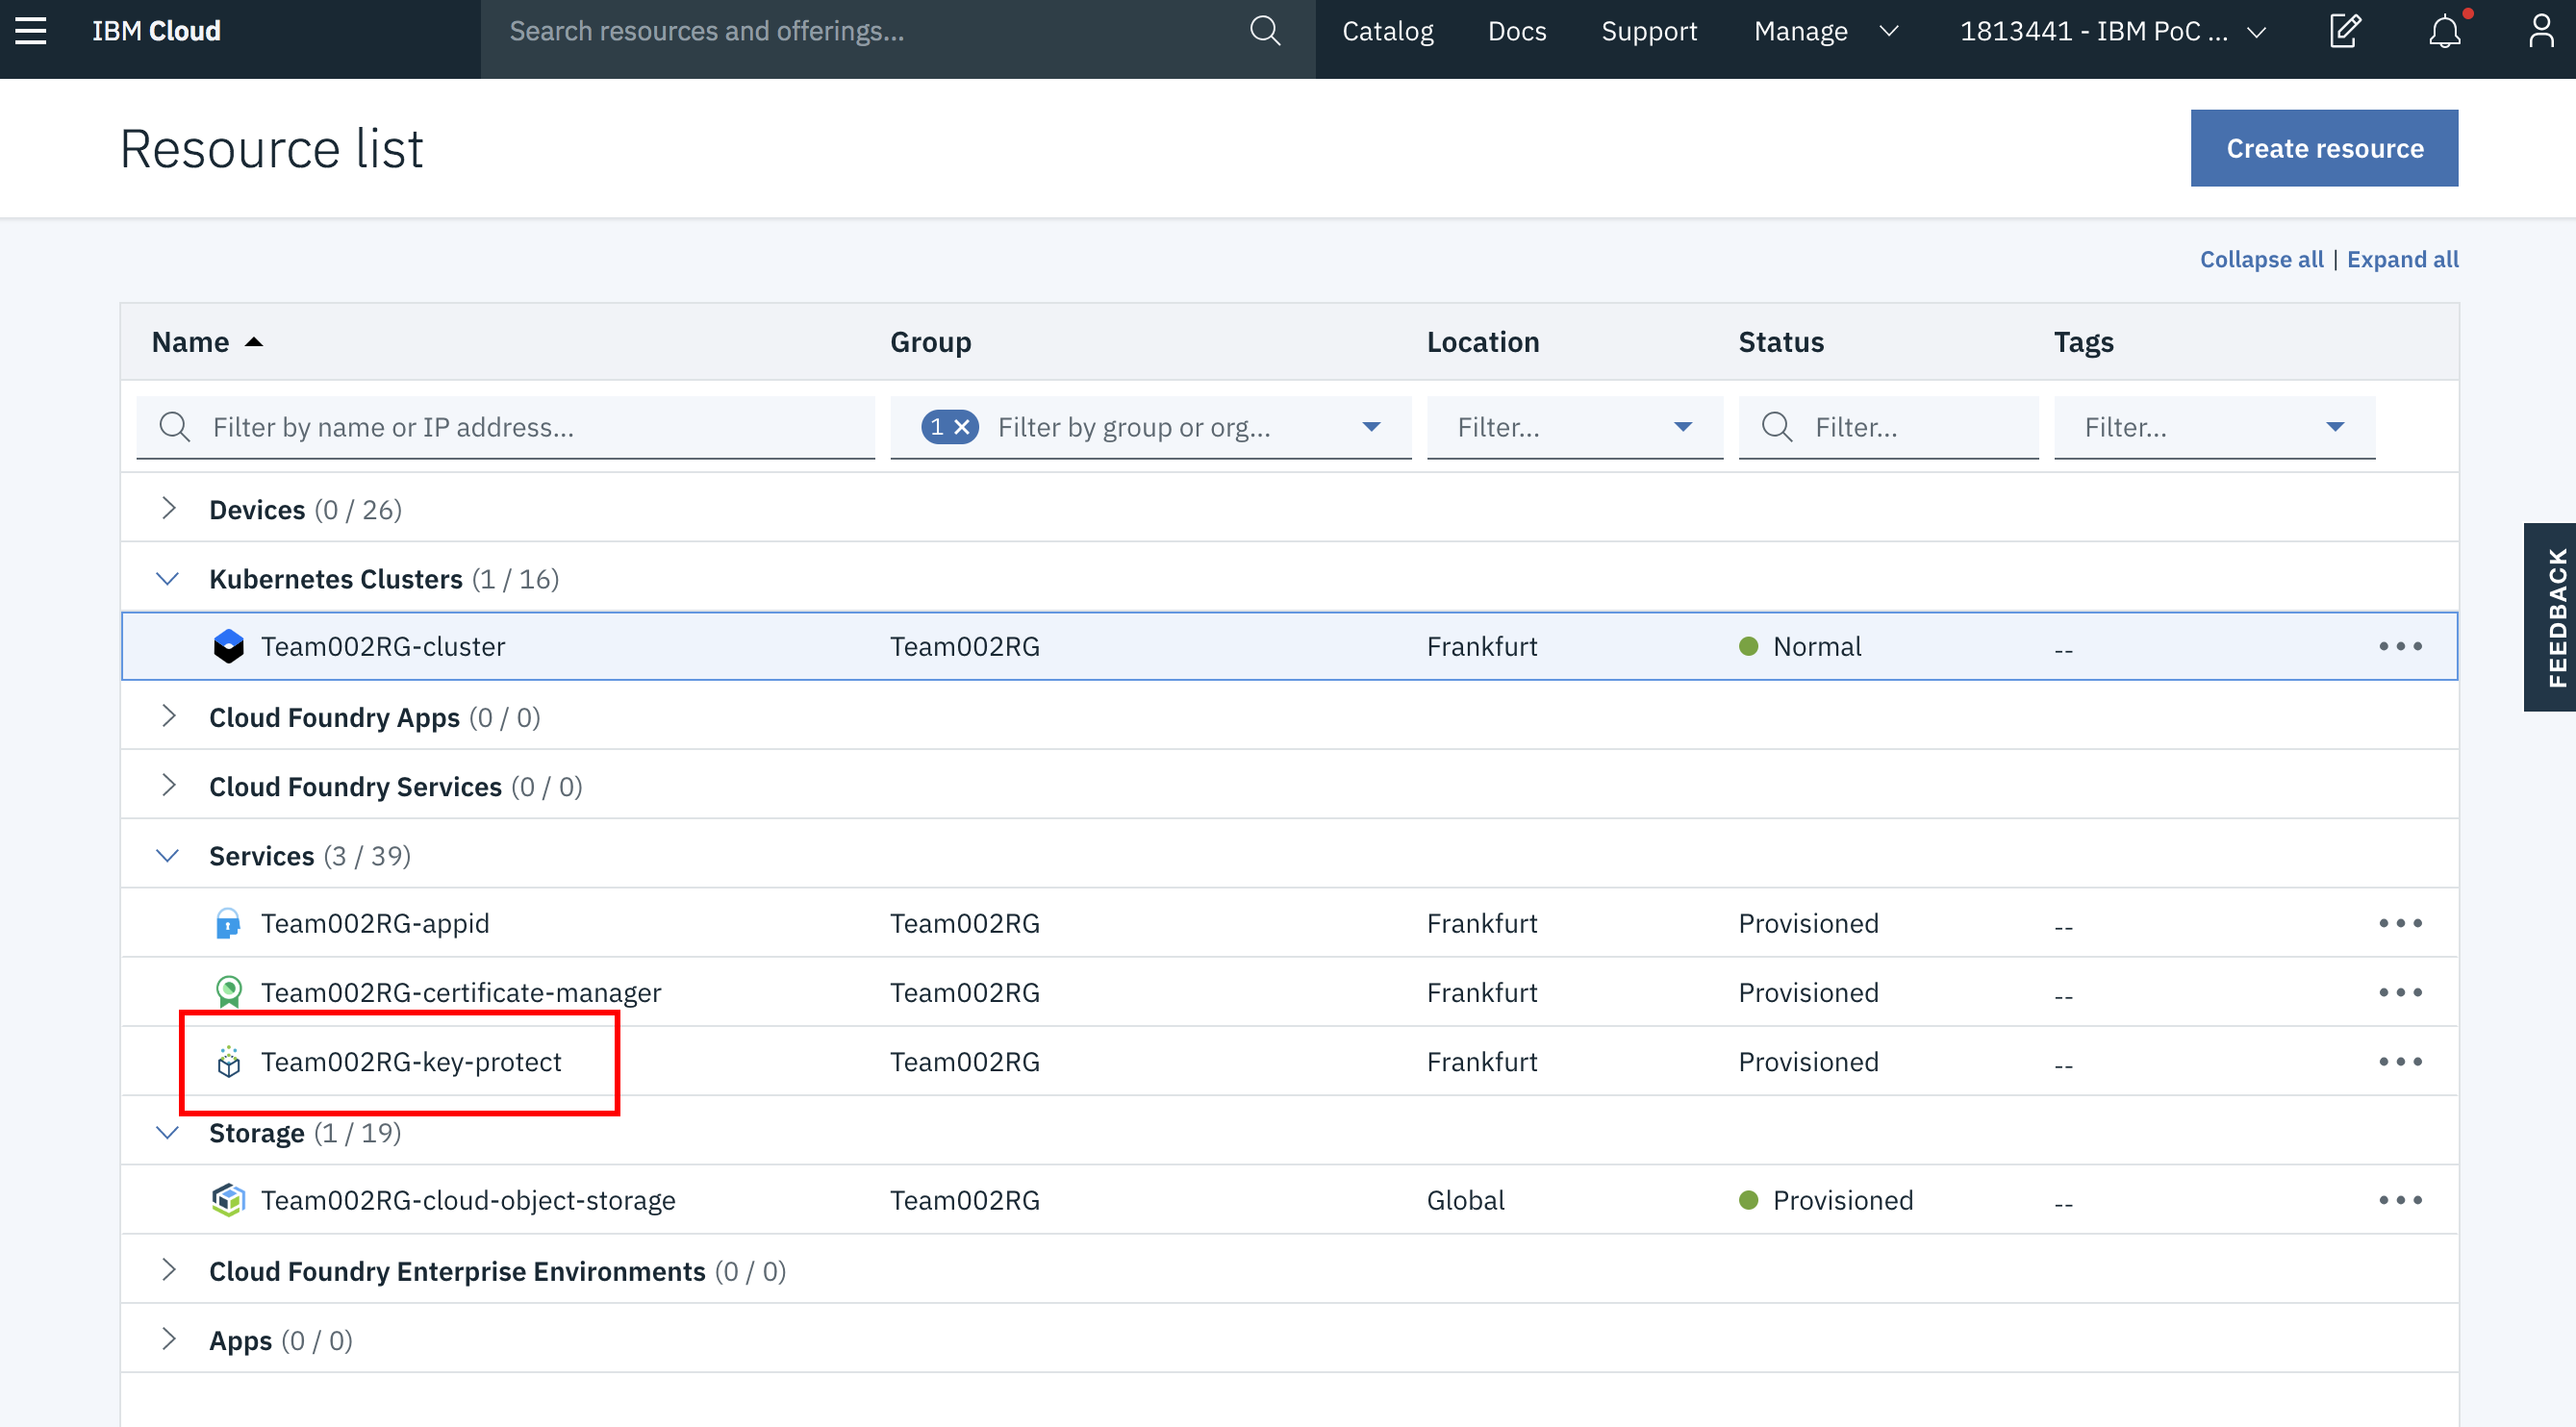 IBM Cloud Search resources and offerings... Catalog Docs Support Manage 1813441 - IBM PoC ...
Resource list Create resource
Collapse all | Expand all
Name Group Location Status Tags
Filter by name or IP address... 1 Filter by group or org... Filter... Filter... Filter...
Devices (0 / 26)
Kubernetes Clusters (1 / 16)
Team002RG-cluster Team002RG Frankfurt Normal --
Cloud Foundry Apps (0 / 0)
Cloud Foundry Services (0 / 0)
Services (3 / 39)
Team002RG-appid Team002RG Frankfurt Provisioned --
Team002RG-certificate-manager Team002RG Frankfurt Provisioned --
Team002RG-key-protect Team002RG Frankfurt Provisioned --
Storage (1 / 19)
Team002RG-cloud-object-storage Team002RG Global Provisioned --
Cloud Foundry Enterprise Environments (0 / 0)
Apps (0 / 0)
FEEDBACK